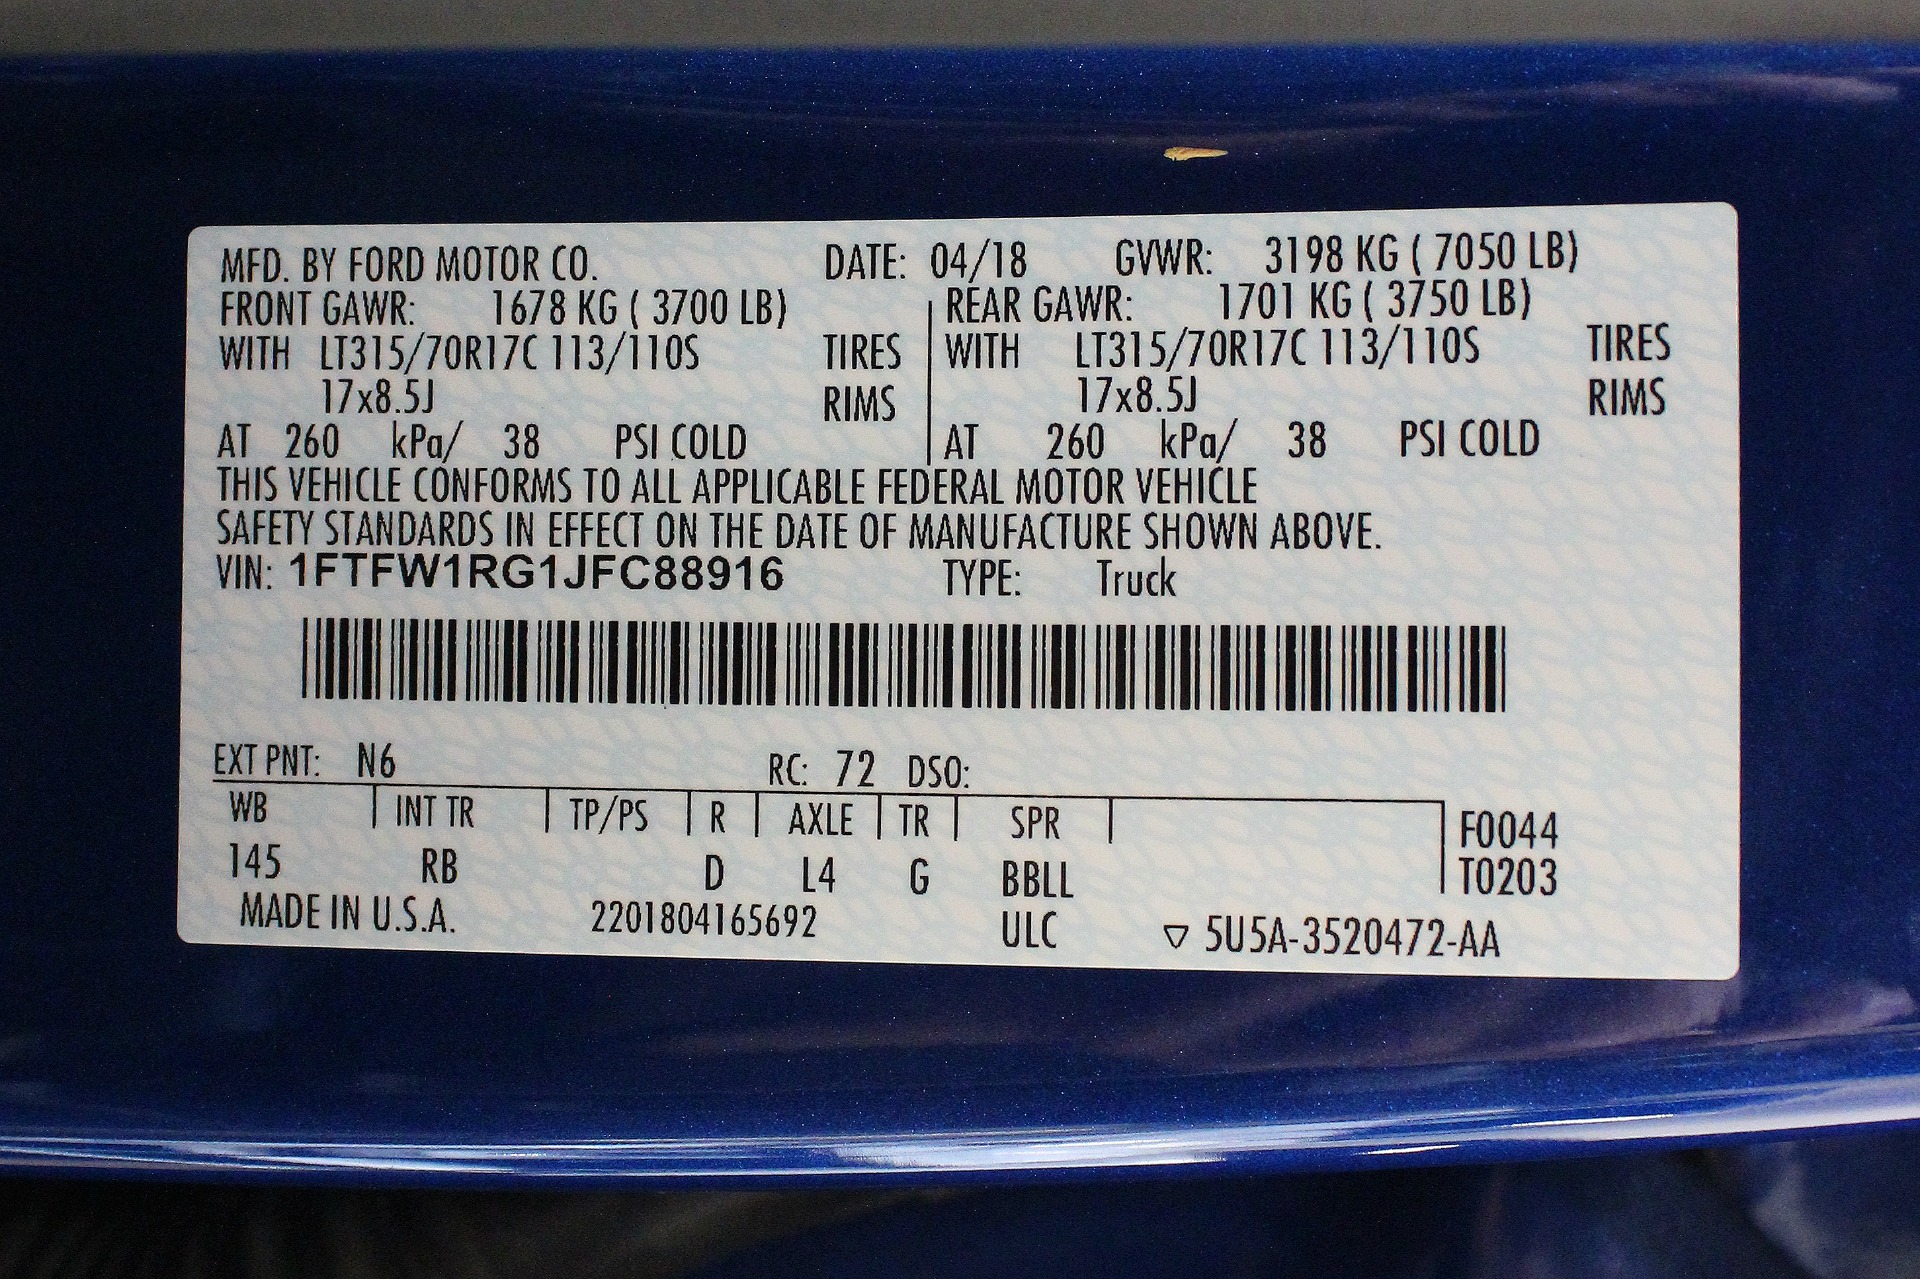 MFD. BY FORD MOTOR CO. DATE: 04/18 GVWR: 3198 KG ( 7050 LB)
FRONT GAWR: 1678 KG ( 3700 LB) REAR GAWR: 1701 KG ( 3750 LB)
WITH LT315/70R17C 113/110S TIRES WITH LT315/70R17C 113/110S TIRES
17x8.5J RIMS 17x8.5J RIMS
AT 260 kPa/ 38 PSI COLD AT 260 kPa/ 38 PSI COLD
THIS VEHICLE CONFORMS TO ALL APPLICABLE FEDERAL MOTOR VEHICLE
SAFETY STANDARDS IN EFFECT ON THE DATE OF MANUFACTURE SHOWN ABOVE.
VIN: 1FTFW1RG1JFC88916 TYPE: Truck
EXT PNT: N6 RC: 72 DSO:
WB INT TR TP/PS R AXLE TR SPR F0044
145 RB D L4 G BBLL T0203
MADE IN U.S.A. 2201804165692 ULC ▽ 5U5A-3520472-AA